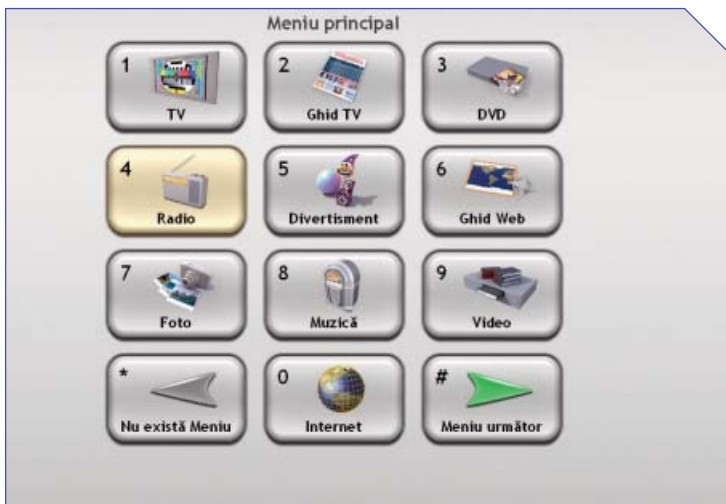 Meniu principal
1
TV
2
Ghid TV
3
DVD
4
Radio
5
Divertisment
6
Ghid Web
7
Foto
8
Muzică
9
Video
*
Nu există Meniu
0
Internet
#
Meniu următor